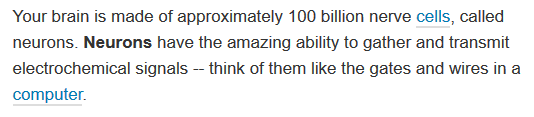 Your brain is made of approximately 100 billion nerve cells, called
neurons. Neurons have the amazing ability to gather and transmit
electrochemical signals -- think of them like the gates and wires in a
computer.